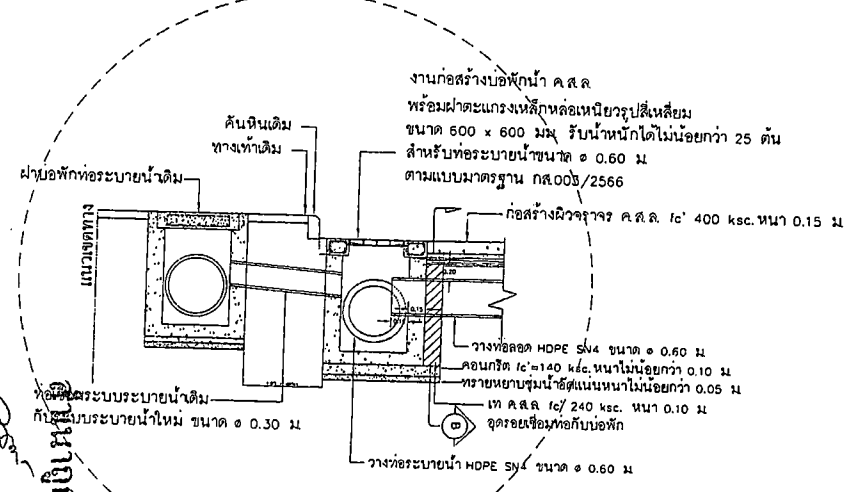 งานก่อสร้างบ่อพักน้ำ ค.ส.ล.
พร้อมฝาตะแกรงเหล็กหล่อเหนียวรูปสี่เหลี่ยม
ขนาด 600 x 600 มม. รับน้ำหนักได้ไม่น้อยกว่า 25 ตัน
สำหรับท่อระบายน้ำขนาด ø 0.60 ม
ตามแบบมาตรฐาน กส.003/2566
คันหินเดิม
ทางเท้าเดิม
ฝาบ่อพักท่อระบายน้ำเดิม
ก่อสร้างผิวจราจร ค.ส.ล. fc' 400 ksc. หนา 0.15 ม
แนวเขตทาง
0.20
0.15
วางท่อลอด HDPE SN4 ขนาด ø 0.60 ม
คอนกรีต fc'=140 ksc. หนาไม่น้อยกว่า 0.10 ม
ทรายหยาบชุ่มน้ำอัดแน่นหนาไม่น้อยกว่า 0.05 ม
เท ค.ส.ล. fc' 240 ksc. หนา 0.10 ม
อุดรอยเชื่อมท่อกับบ่อพัก
B
ท่อเชื่อมระบบระบายน้ำเดิม
กับระบบระบายน้ำใหม่ ขนาด ø 0.30 ม
วางท่อระบายน้ำ HDPE SN4 ขนาด ø 0.60 ม